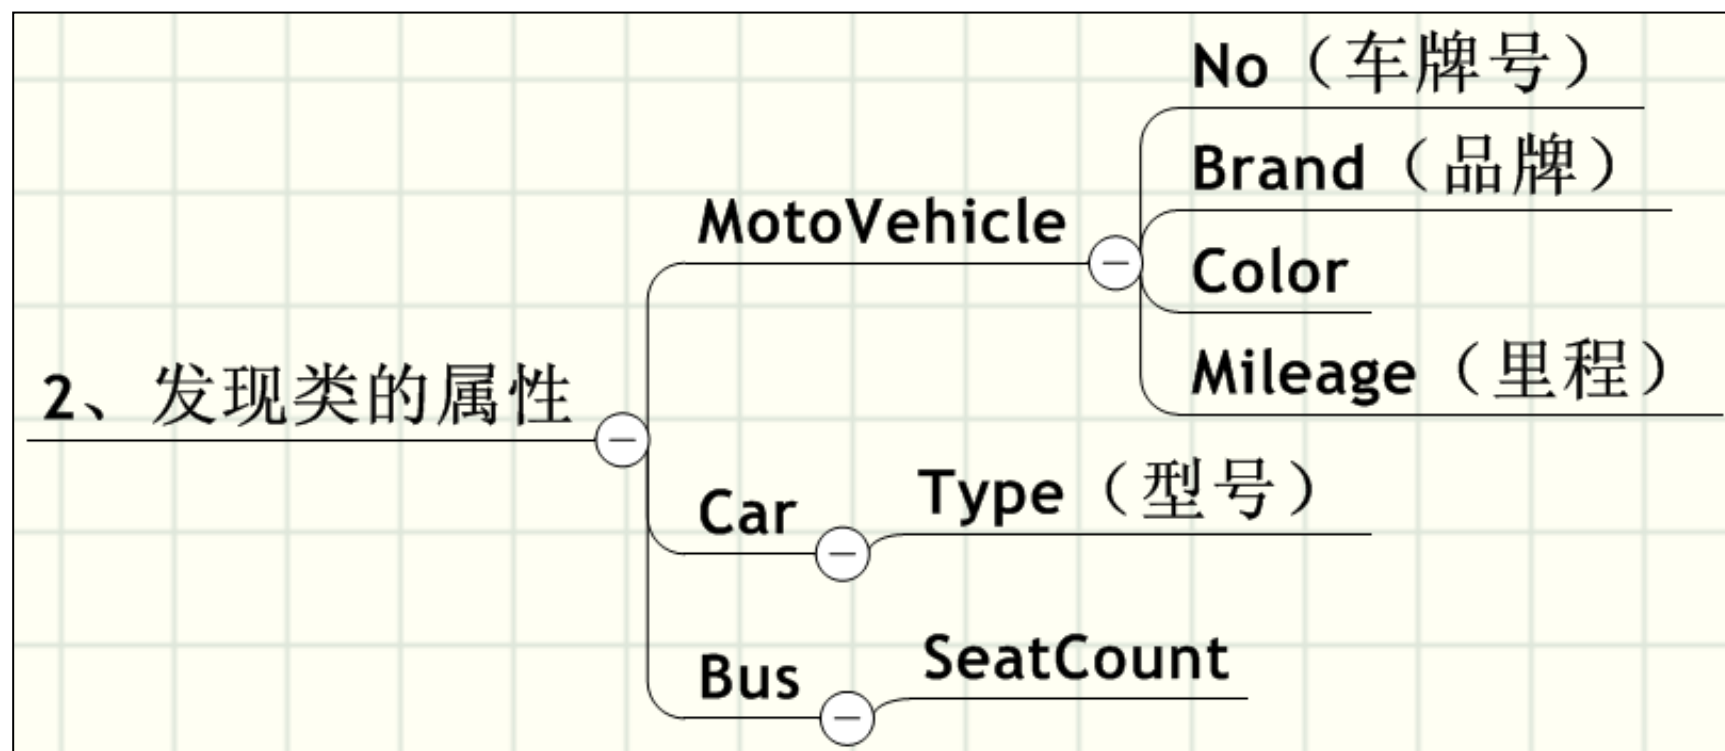 2、发现类的属性
MotoVehicle
No（车牌号）
Brand（品牌）
Color
Mileage（里程）
Car
Type（型号）
Bus
SeatCount